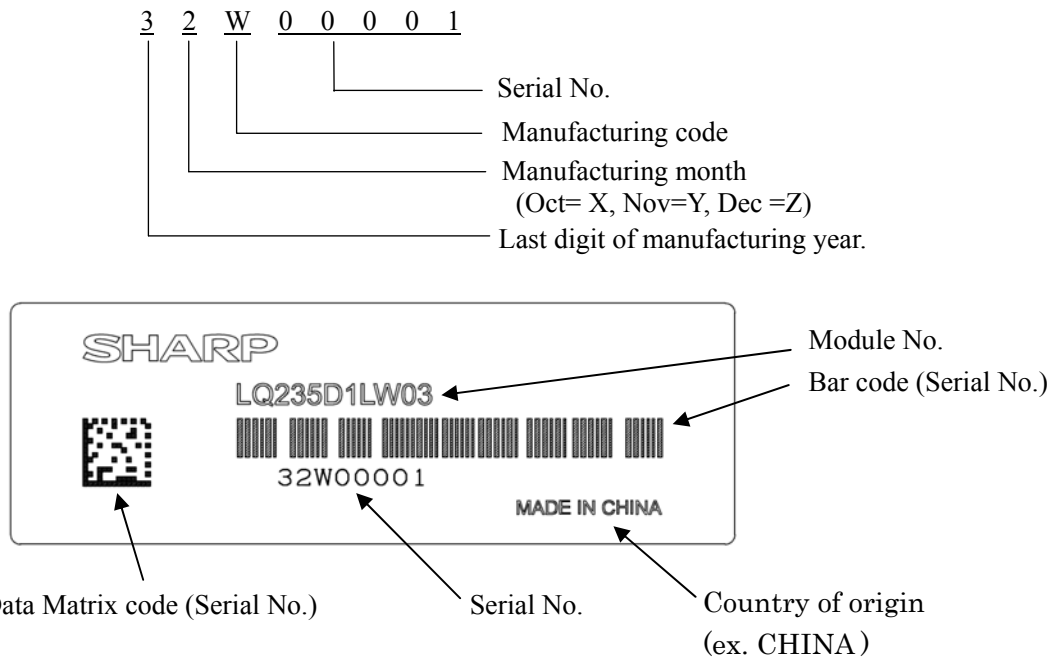 3 2 W 0 0 0 0 1
Serial No.
Manufacturing code
Manufacturing month
(Oct= X, Nov=Y, Dec =Z)
Last digit of manufacturing year.
SHARP
Module No.
LQ235D1LW03
Bar code (Serial No.)
32W00001
MADE IN CHINA
ata Matrix code (Serial No.)
Serial No.
Country of origin
(ex. CHINA)